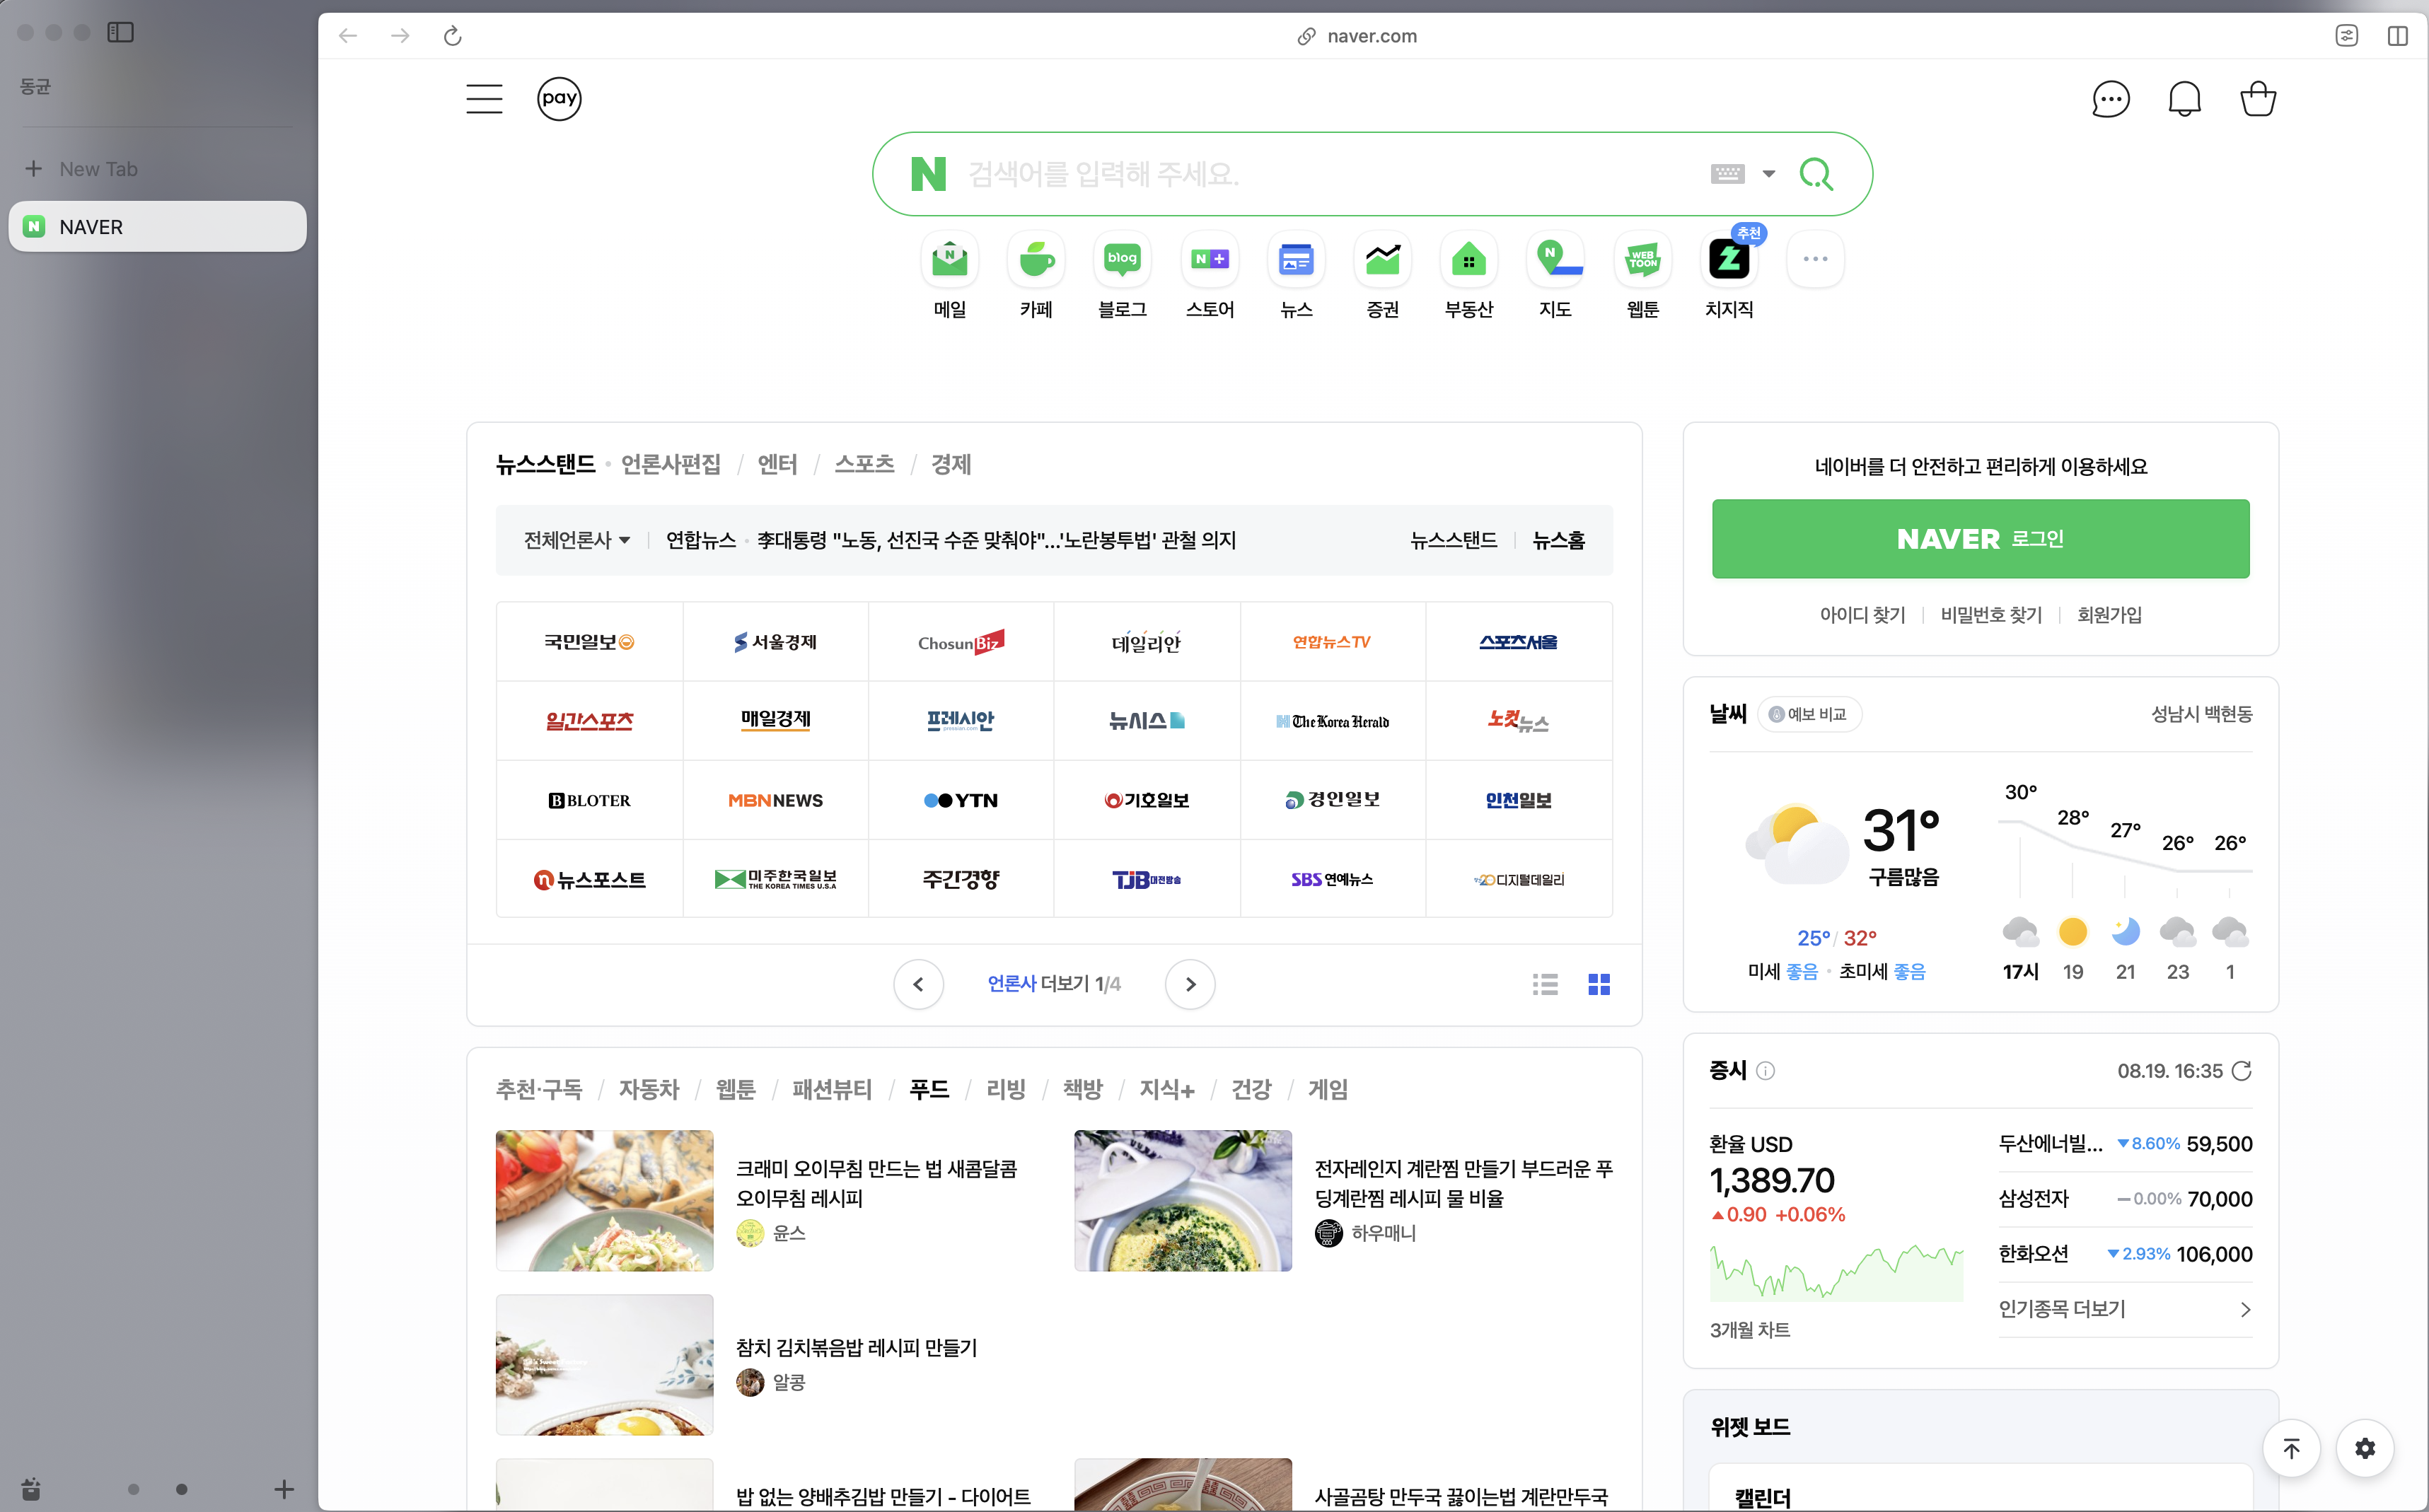 동균
New Tab
NAVER
naver.com
pay
N 검색어를 입력해 주세요.
추천
메일
카페
blog
블로그
N+
스토어
뉴스
증권
부동산
지도
WEB TOON
웹툰
치지직
뉴스스탠드 · 언론사편집 / 엔터 / 스포츠 / 경제
전체언론사 | 연합뉴스 · 李대통령 "노동, 선진국 수준 맞춰야"…'노란봉투법' 관철 의지
뉴스스탠드 | 뉴스홈
국민일보 서울경제 ChosunBiz 데일리안 연합뉴스TV 스포츠서울
일간스포츠 매일경제 프레시안 pressian.com 뉴시스 The Korea Herald 노컷뉴스
BLOTER MBN NEWS YTN 기호일보 경인일보 인천일보
뉴스포스트 미주한국일보 THE KOREA TIMES U.S.A 주간경향 TJB 대전방송 SBS 연예뉴스 디지털데일리
언론사 더보기 1/4
추천·구독 / 자동차 / 웹툰 / 패션뷰티 / 푸드 / 리빙 / 책방 / 지식+ / 건강 / 게임
크래미 오이무침 만드는 법 새콤달콤
오이무침 레시피
윤스
전자레인지 계란찜 만들기 부드러운 푸
딩계란찜 레시피 물 비율
하우매니
참치 김치볶음밥 레시피 만들기
알콩
밥 없는 양배추김밥 만들기 - 다이어트
사골곰탕 만두국 끓이는법 계란만두국
네이버를 더 안전하고 편리하게 이용하세요
NAVER 로그인
아이디 찾기 | 비밀번호 찾기 | 회원가입
날씨 예보 비교 성남시 백현동
31°
구름많음
25° / 32°
미세 좋음 · 초미세 좋음
30° 28° 27° 26° 26°
17시 19 21 23 1
증시 08.19. 16:35
환율 USD
1,389.70
▲0.90 +0.06%
3개월 차트
두산에너빌... ▼8.60% 59,500
삼성전자 –0.00% 70,000
한화오션 ▼2.93% 106,000
인기종목 더보기
위젯 보드
캘린더